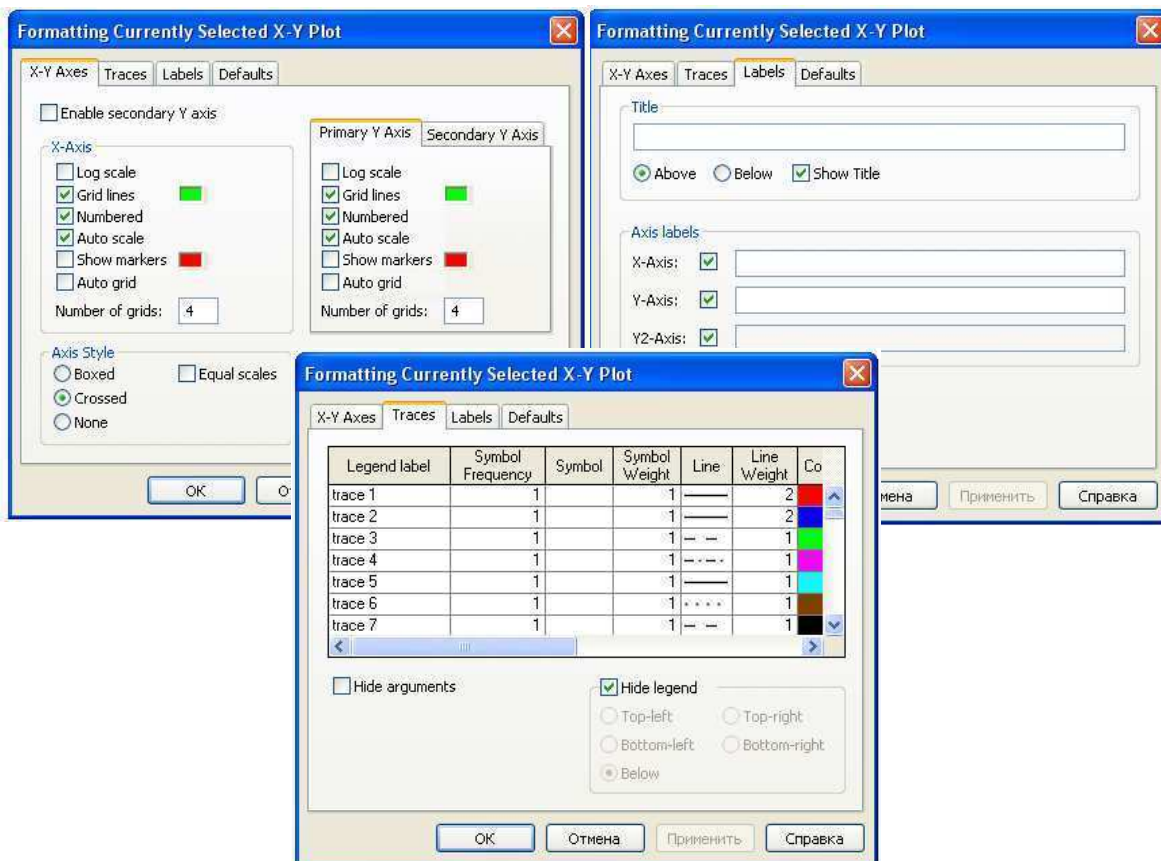 Formatting Currently Selected X-Y Plot
X-Y Axes Traces Labels Defaults
Enable secondary Y axis
X-Axis
Log scale
Grid lines
Numbered
Auto scale
Show markers
Auto grid
Number of grids: 4
Primary Y Axis Secondary Y Axis
Log scale
Grid lines
Numbered
Auto scale
Show markers
Auto grid
Number of grids: 4
Axis Style
Boxed
Equal scales
Crossed
None
OK
Formatting Currently Selected X-Y Plot
X-Y Axes Traces Labels Defaults
Title
Above Below Show Title
Axis labels
X-Axis:
Y-Axis:
Y2-Axis:
Применить Справка
Formatting Currently Selected X-Y Plot
X-Y Axes Traces Labels Defaults
Legend label Symbol Frequency Symbol Symbol Weight Line Line Weight Co
trace 1 1 1 2
trace 2 1 1 2
trace 3 1 1 1
trace 4 1 1 1
trace 5 1 1 1
trace 6 1 1 1
trace 7 1 1 1
Hide arguments
Hide legend
Top-left Top-right
Bottom-left Bottom-right
Below
OK Отмена Применить Справка